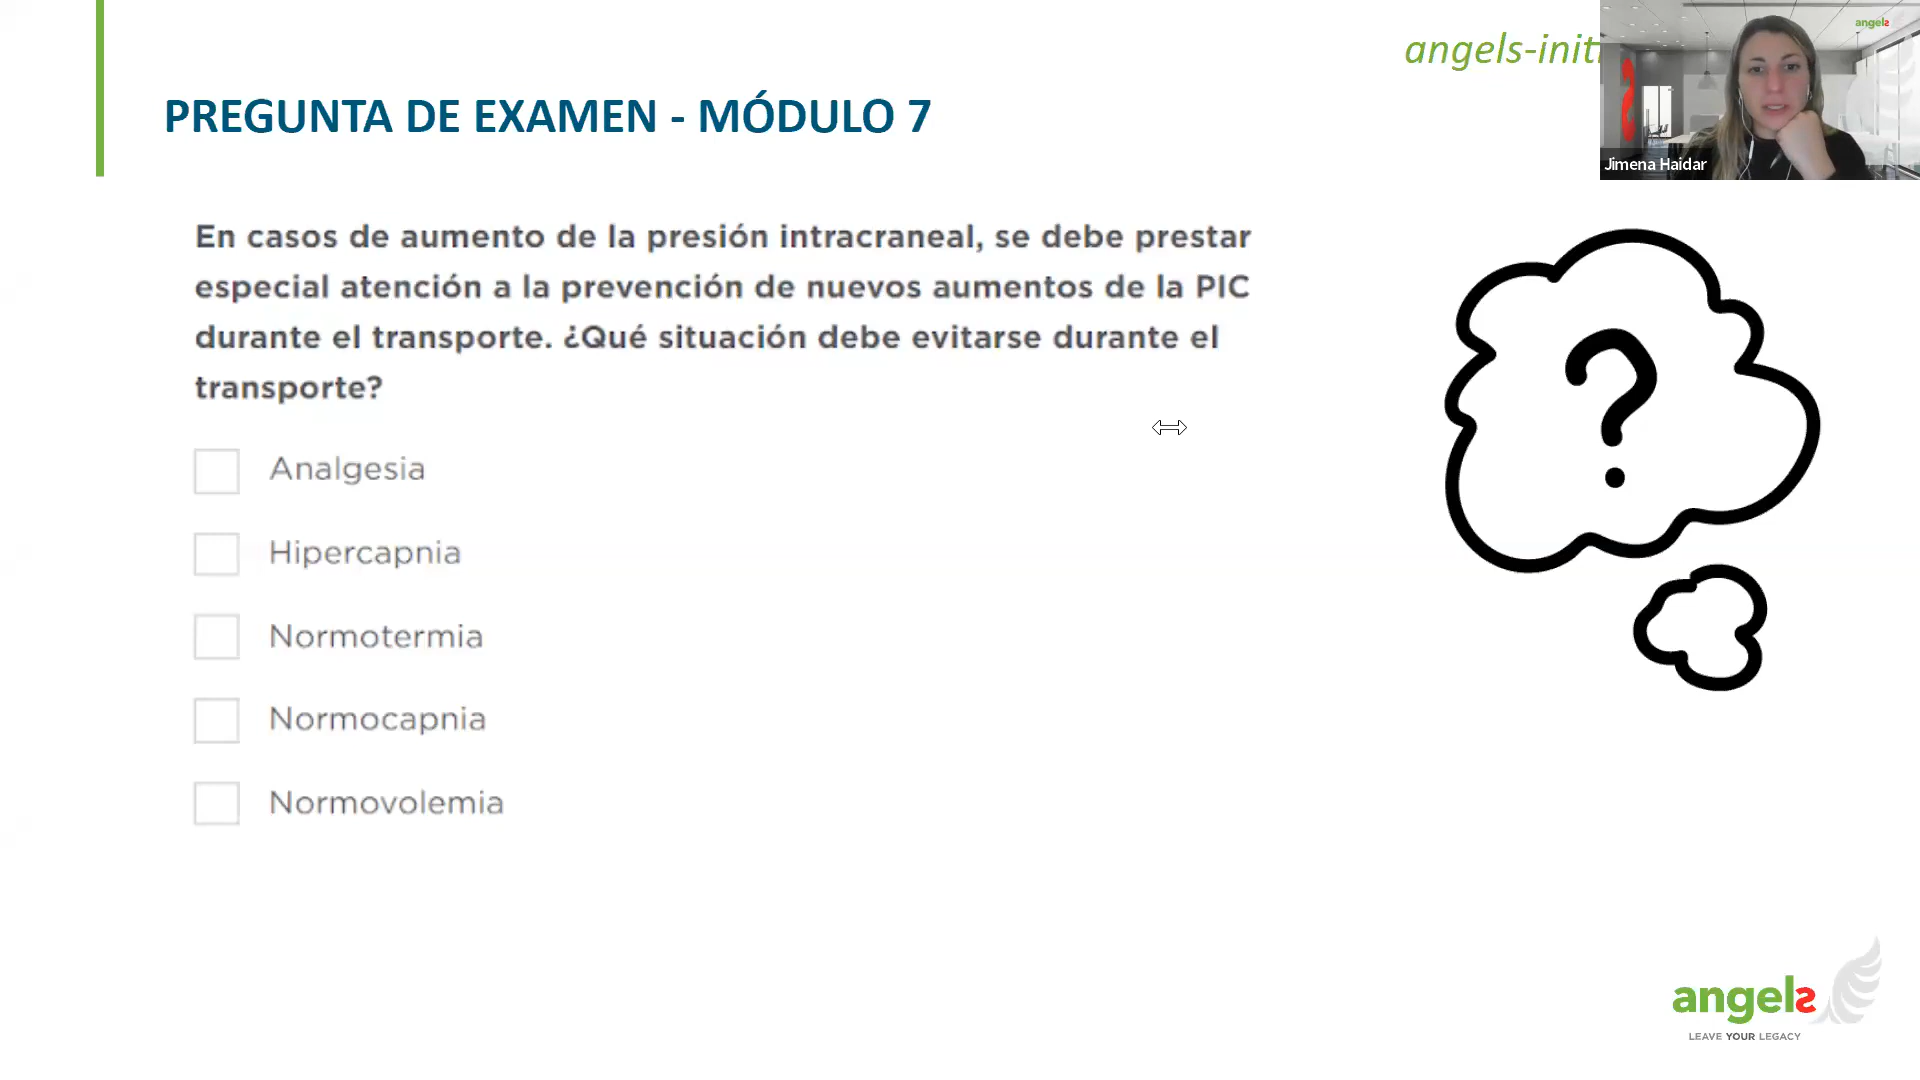 angels-init
angels
Jimena Haidar
PREGUNTA DE EXAMEN - MÓDULO 7
En casos de aumento de la presión intracraneal, se debe prestar
especial atención a la prevención de nuevos aumentos de la PIC
durante el transporte. ¿Qué situación debe evitarse durante el
transporte?
Analgesia
Hipercapnia
Normotermia
Normocapnia
Normovolemia
?
angels
LEAVE YOUR LEGACY